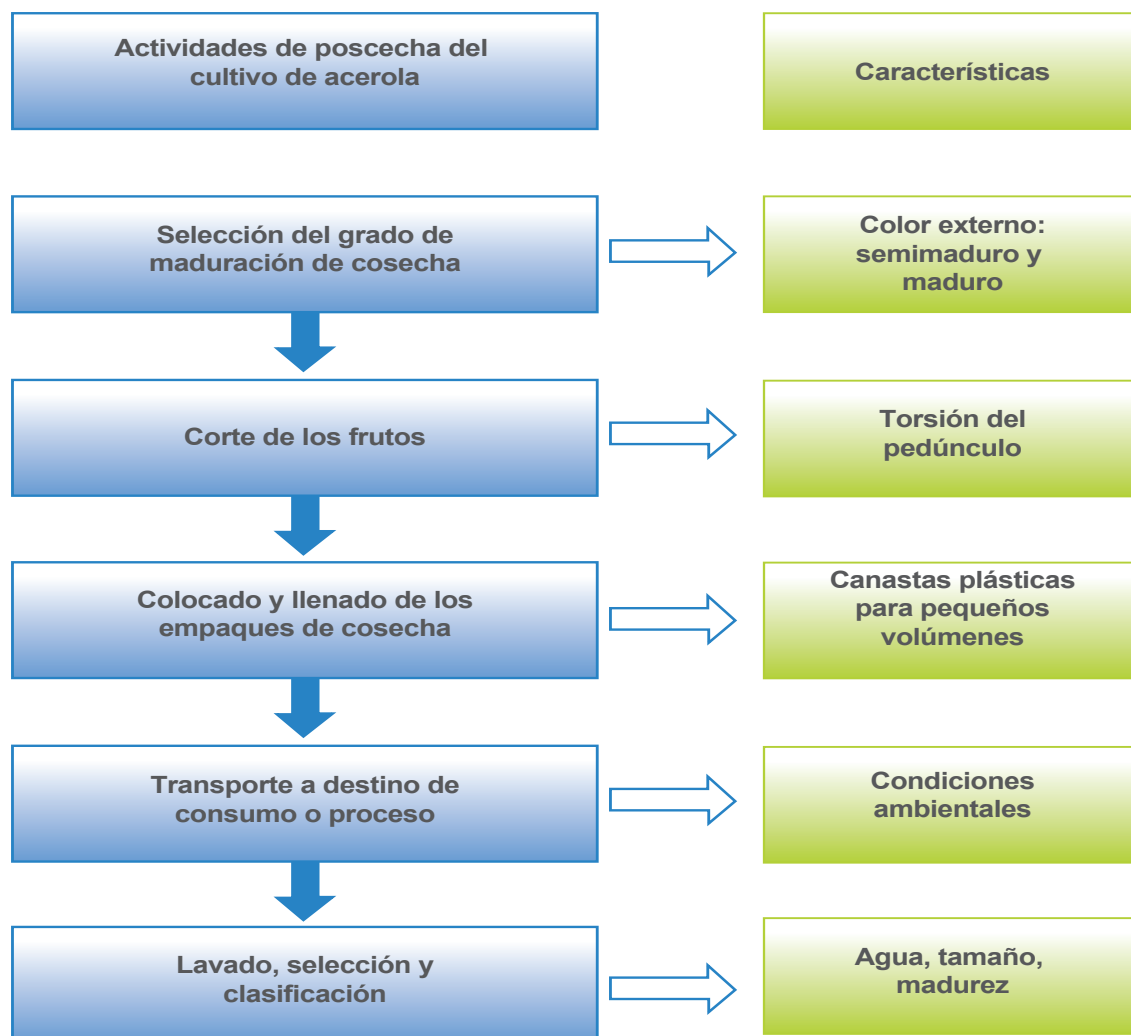 Actividades de poscecha del
cultivo de acerola
Características
Selección del grado de
maduración de cosecha
Color externo:
semimaduro y
maduro
Corte de los frutos
Torsión del
pedúnculo
Colocado y llenado de los
empaques de cosecha
Canastas plásticas
para pequeños
volúmenes
Transporte a destino de
consumo o proceso
Condiciones
ambientales
Lavado, selección y
clasificación
Agua, tamaño,
madurez